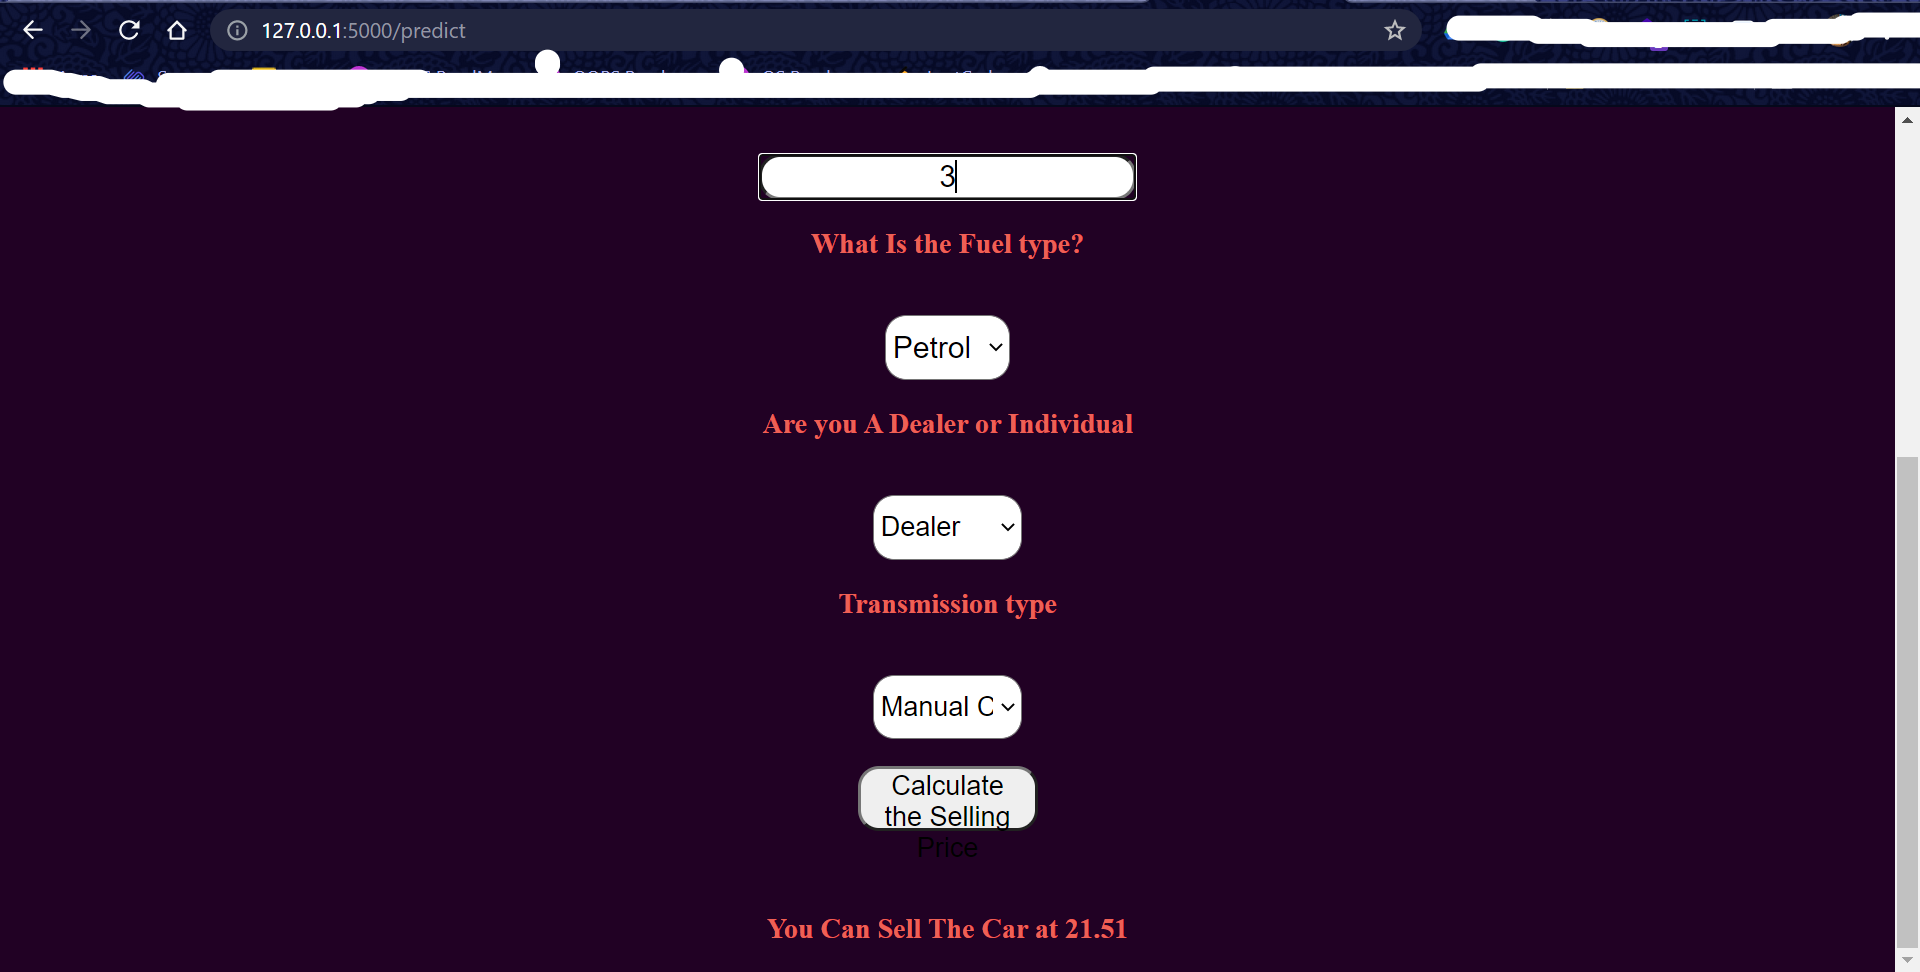 127.0.0.1:5000/predict
3
What Is the Fuel type?
Petrol
Are you A Dealer or Individual
Dealer
Transmission type
Manual C
Calculate
the Selling
Price
You Can Sell The Car at 21.51